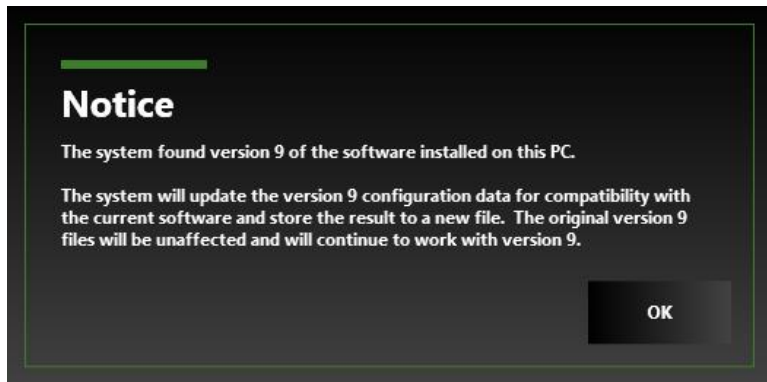 Notice
The system found version 9 of the software installed on this PC.
The system will update the version 9 configuration data for compatibility with
the current software and store the result to a new file.  The original version 9
files will be unaffected and will continue to work with version 9.
OK